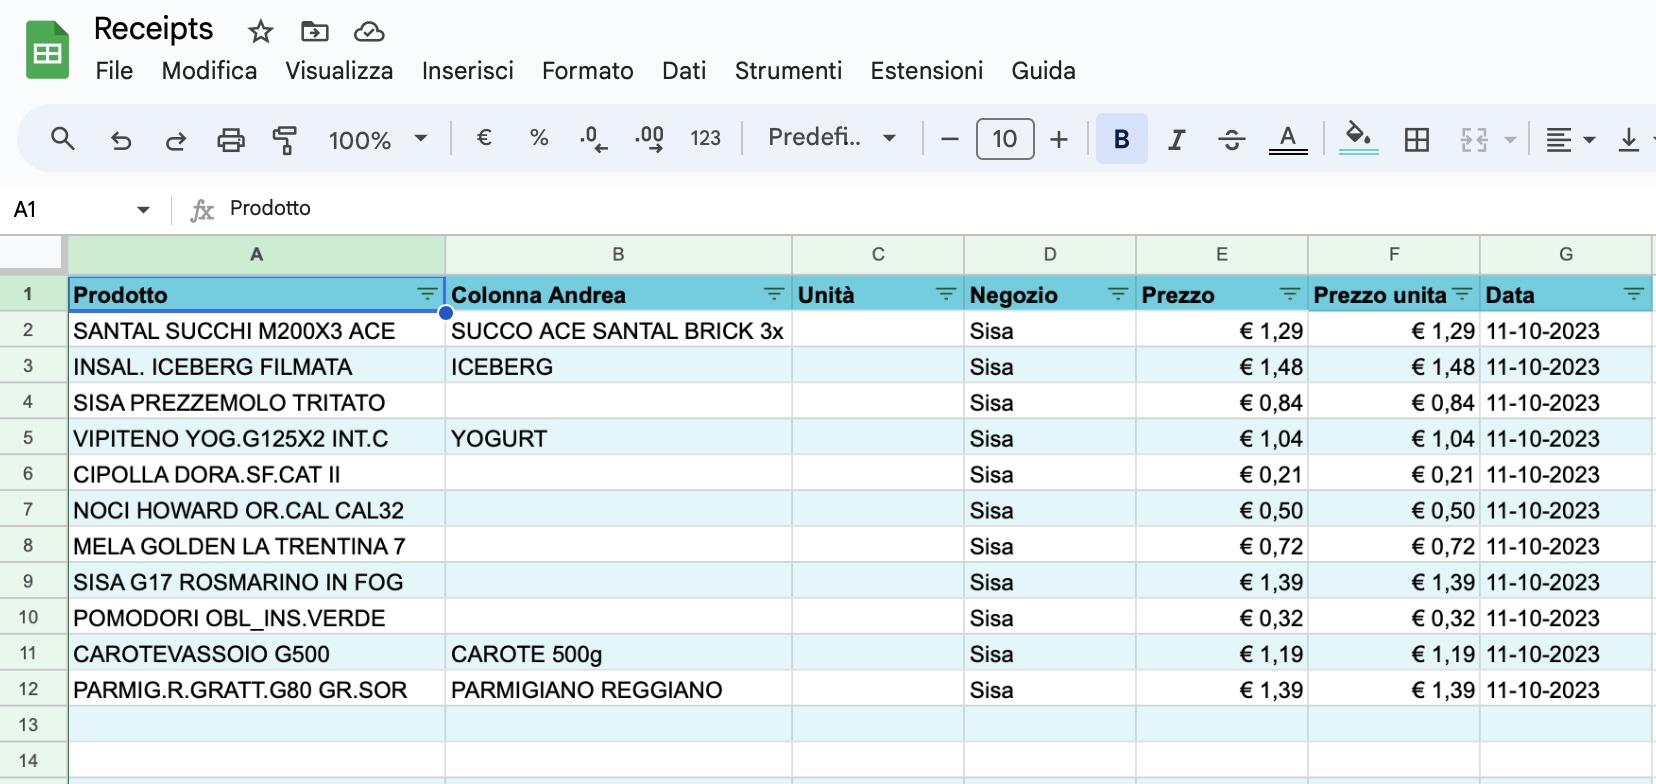 Receipts
File Modifica Visualizza Inserisci Formato Dati Strumenti Estensioni Guida
100% € % .0 .00 123 Predefi.. 10 B I S A
A1 fx Prodotto
A B C D E F G
1 Prodotto Colonna Andrea Unità Negozio Prezzo Prezzo unita Data
2 SANTAL SUCCHI M200X3 ACE SUCCO ACE SANTAL BRICK 3x Sisa € 1,29 € 1,29 11-10-2023
3 INSAL. ICEBERG FILMATA ICEBERG Sisa € 1,48 € 1,48 11-10-2023
4 SISA PREZZEMOLO TRITATO Sisa € 0,84 € 0,84 11-10-2023
5 VIPITENO YOG.G125X2 INT.C YOGURT Sisa € 1,04 € 1,04 11-10-2023
6 CIPOLLA DORA.SF.CAT II Sisa € 0,21 € 0,21 11-10-2023
7 NOCI HOWARD OR.CAL CAL32 Sisa € 0,50 € 0,50 11-10-2023
8 MELA GOLDEN LA TRENTINA 7 Sisa € 0,72 € 0,72 11-10-2023
9 SISA G17 ROSMARINO IN FOG Sisa € 1,39 € 1,39 11-10-2023
10 POMODORI OBL_INS.VERDE Sisa € 0,32 € 0,32 11-10-2023
11 CAROTEVASSOIO G500 CAROTE 500g Sisa € 1,19 € 1,19 11-10-2023
12 PARMIG.R.GRATT.G80 GR.SOR PARMIGIANO REGGIANO Sisa € 1,39 € 1,39 11-10-2023
13
14